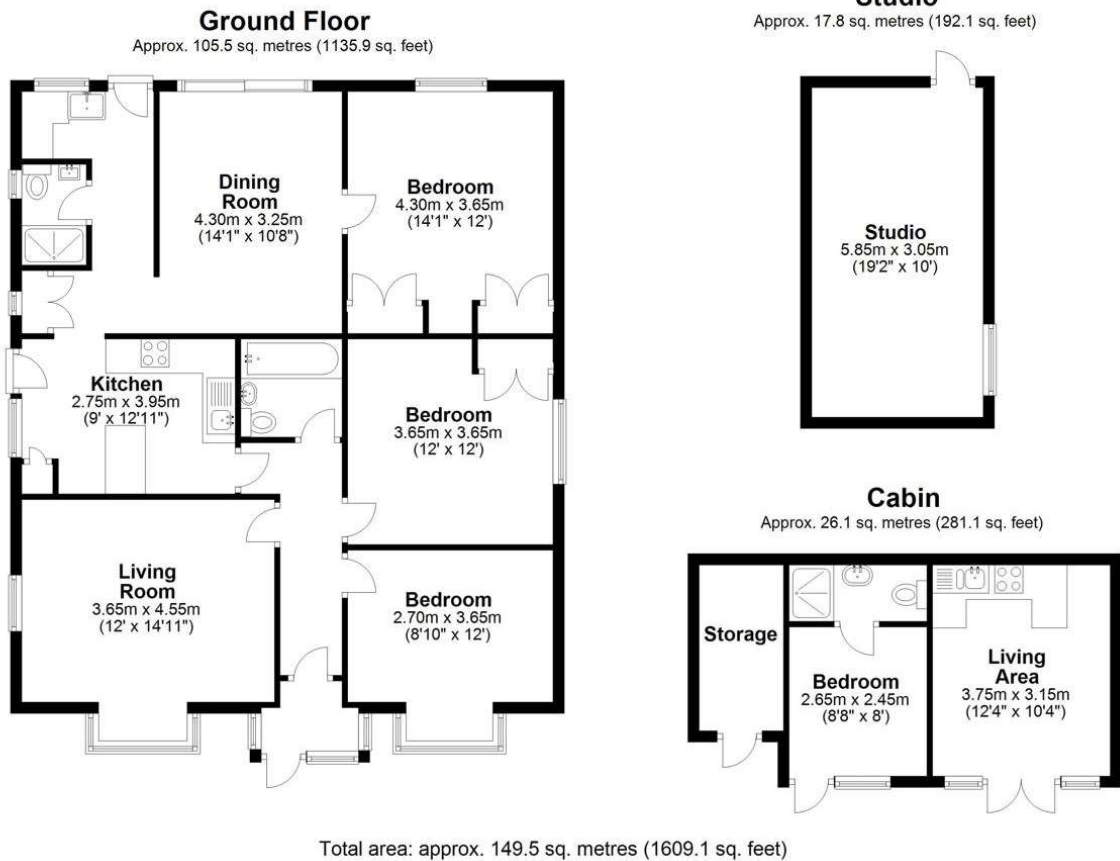 Ground Floor
Approx. 105.5 sq. metres (1135.9 sq. feet)
Dining
Room
4.30m x 3.25m
(14'1" x 10'8")
Bedroom
4.30m x 3.65m
(14'1" x 12')
Kitchen
2.75m x 3.95m
(9' x 12'11")
Bedroom
3.65m x 3.65m
(12' x 12')
Living
Room
3.65m x 4.55m
(12' x 14'11")
Bedroom
2.70m x 3.65m
(8'10" x 12')
Studio
Approx. 17.8 sq. metres (192.1 sq. feet)
Studio
5.85m x 3.05m
(19'2" x 10')
Cabin
Approx. 26.1 sq. metres (281.1 sq. feet)
Storage
Bedroom
2.65m x 2.45m
(8'8" x 8')
Living
Area
3.75m x 3.15m
(12'4" x 10'4")
Total area: approx. 149.5 sq. metres (1609.1 sq. feet)